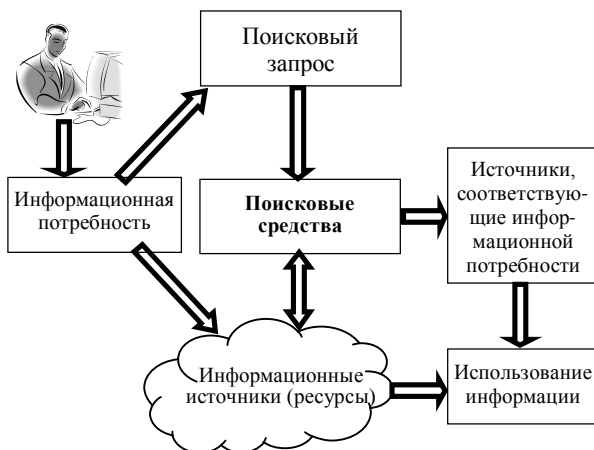 Поисковый
запрос
Информационная
потребность
Поисковые
средства
Источники,
соответствую-
щие инфор-
мационной
потребности
Информационные
источники (ресурсы)
Использование
информации